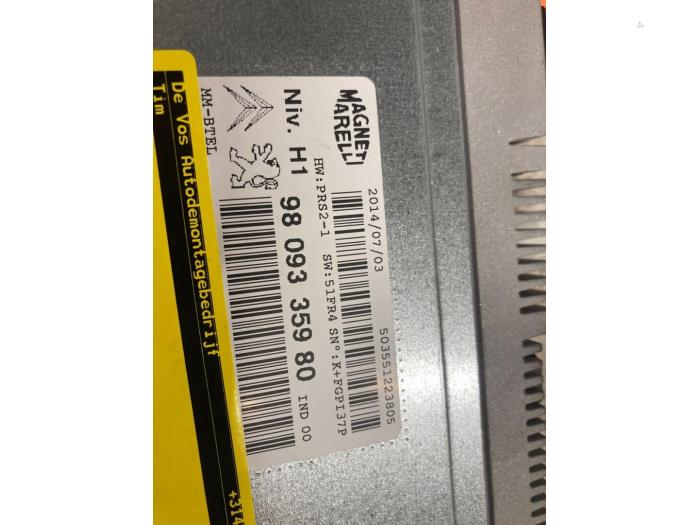 MAGNETI
MARELLI
2014/07/03
503551223805
HW:PRS2-1 SW:51FR4 SN°:K+FGPI37P
Niv. H1 98 093 359 80 IND 00
MM-BTEL
De Vos Autodemontagebedrijf
Tim
+314